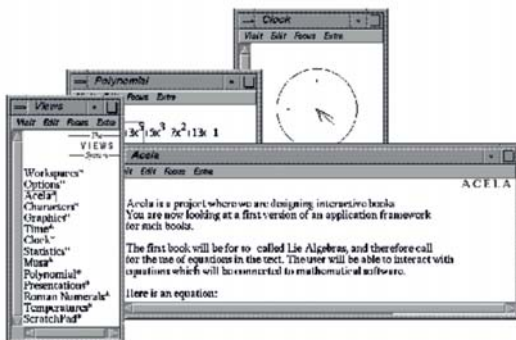 Clock
Visit Edit Focus Extra
Polynomial
Edit Focus Extra
Views
Visit Edit Focus Extra
The
VIEWS
System
Workspaces
Options
Acela
Characters
Graphics
Time
Clock
Statistics
Musa
Polynomial
Presentations
Roman Numerals
Temperatures
ScratchPad
Acela
Edit Focus Extra
ACELA
Acela is a project where we are designing interactive books
You are now looking at a first version of an application framework
for such books.
The first book will be for so called Lie Algebras, and therefore call
for the use of equations in the text. The user will be able to interact with
equations which will be connected to mathematical software.
Here is an equation: